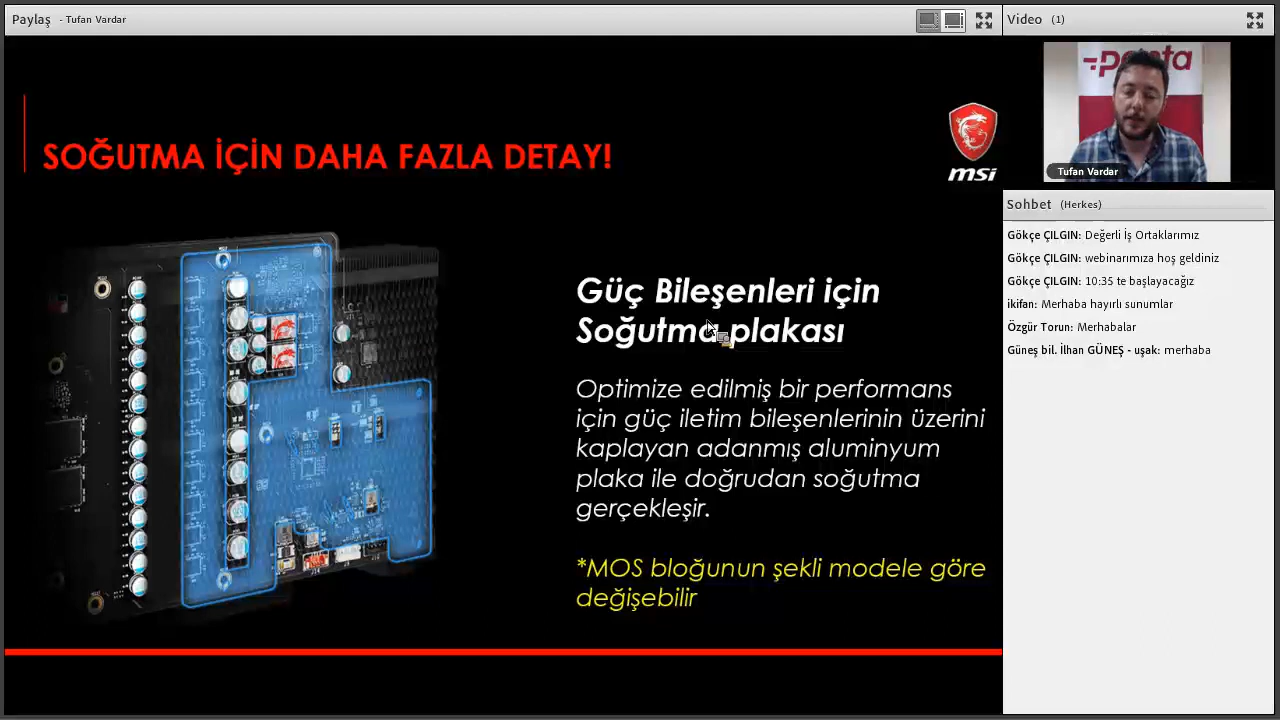 Paylaş - Tufan Vardar
Video (1)
penta
Tufan Vardar
SOĞUTMA İÇİN DAHA FAZLA DETAY!
msi
Güç Bileşenleri için
Soğutma plakası
Optimize edilmiş bir performans
için güç iletim bileşenlerinin üzerini
kaplayan adanmış aluminyum
plaka ile doğrudan soğutma
gerçekleşir.
*MOS bloğunun şekli modele göre
değişebilir
Sohbet (Herkes)
Gökçe ÇILGIN: Değerli İş Ortaklarımız
Gökçe ÇILGIN: webinarımıza hoş geldiniz
Gökçe ÇILGIN: 10:35 te başlayacağız
ikifan: Merhaba hayırlı sunumlar
Özgür Torun: Merhabalar
Güneş bil. İlhan GÜNEŞ - uşak: merhaba